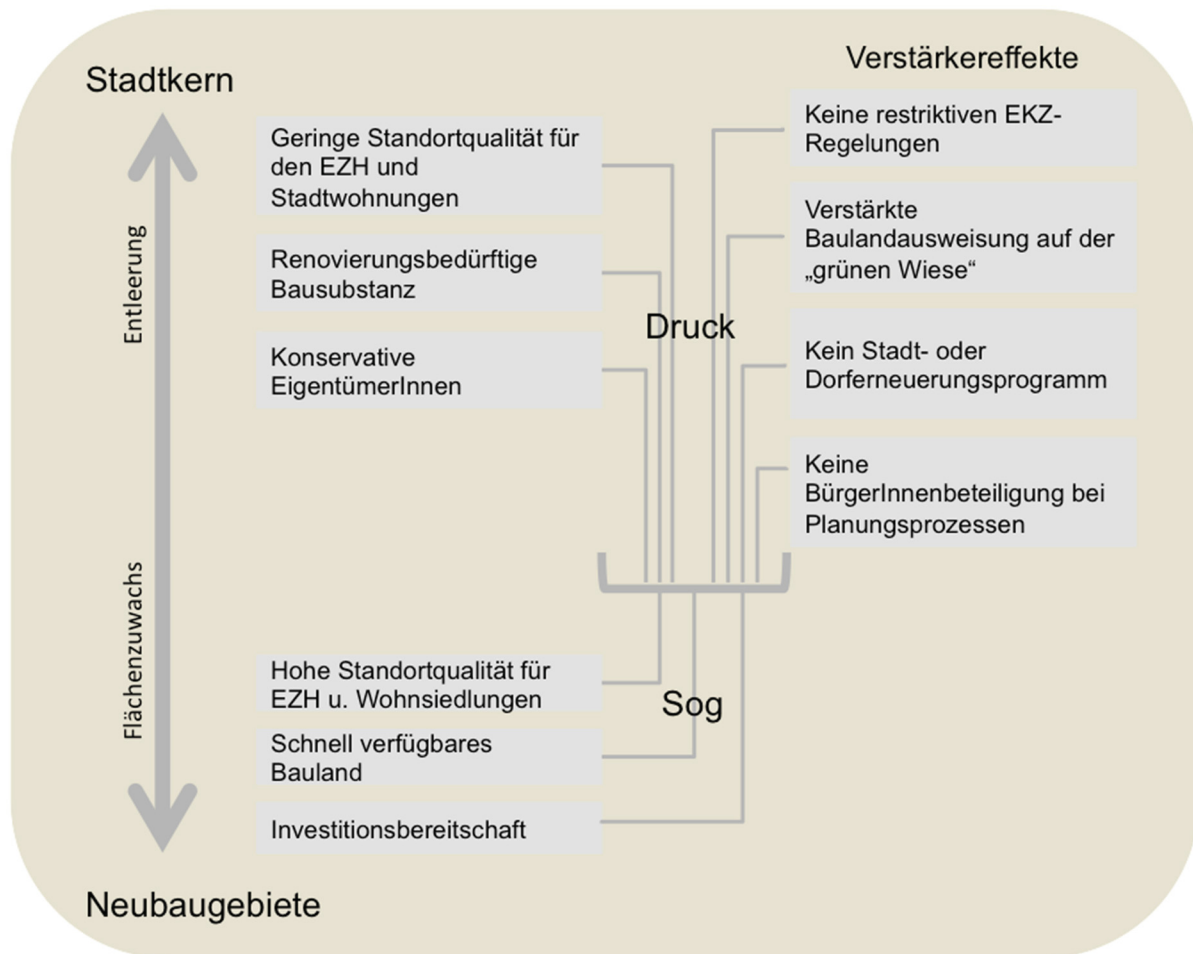 Stadtkern
Entleerung
Geringe Standortqualität für
den EZH und
Stadtwohnungen
Renovierungsbedürftige
Bausubstanz
Konservative
EigentümerInnen
Druck
Verstärkereffekte
Keine restriktiven EKZ-
Regelungen
Verstärkte
Baulandausweisung auf der
„grünen Wiese“
Kein Stadt- oder
Dorferneuerungsprogramm
Keine
BürgerInnenbeteiligung bei
Planungsprozessen
Flächenzuwachs
Hohe Standortqualität für
EZH u. Wohnsiedlungen
Schnell verfügbares
Bauland
Investitionsbereitschaft
Sog
Neubaugebiete